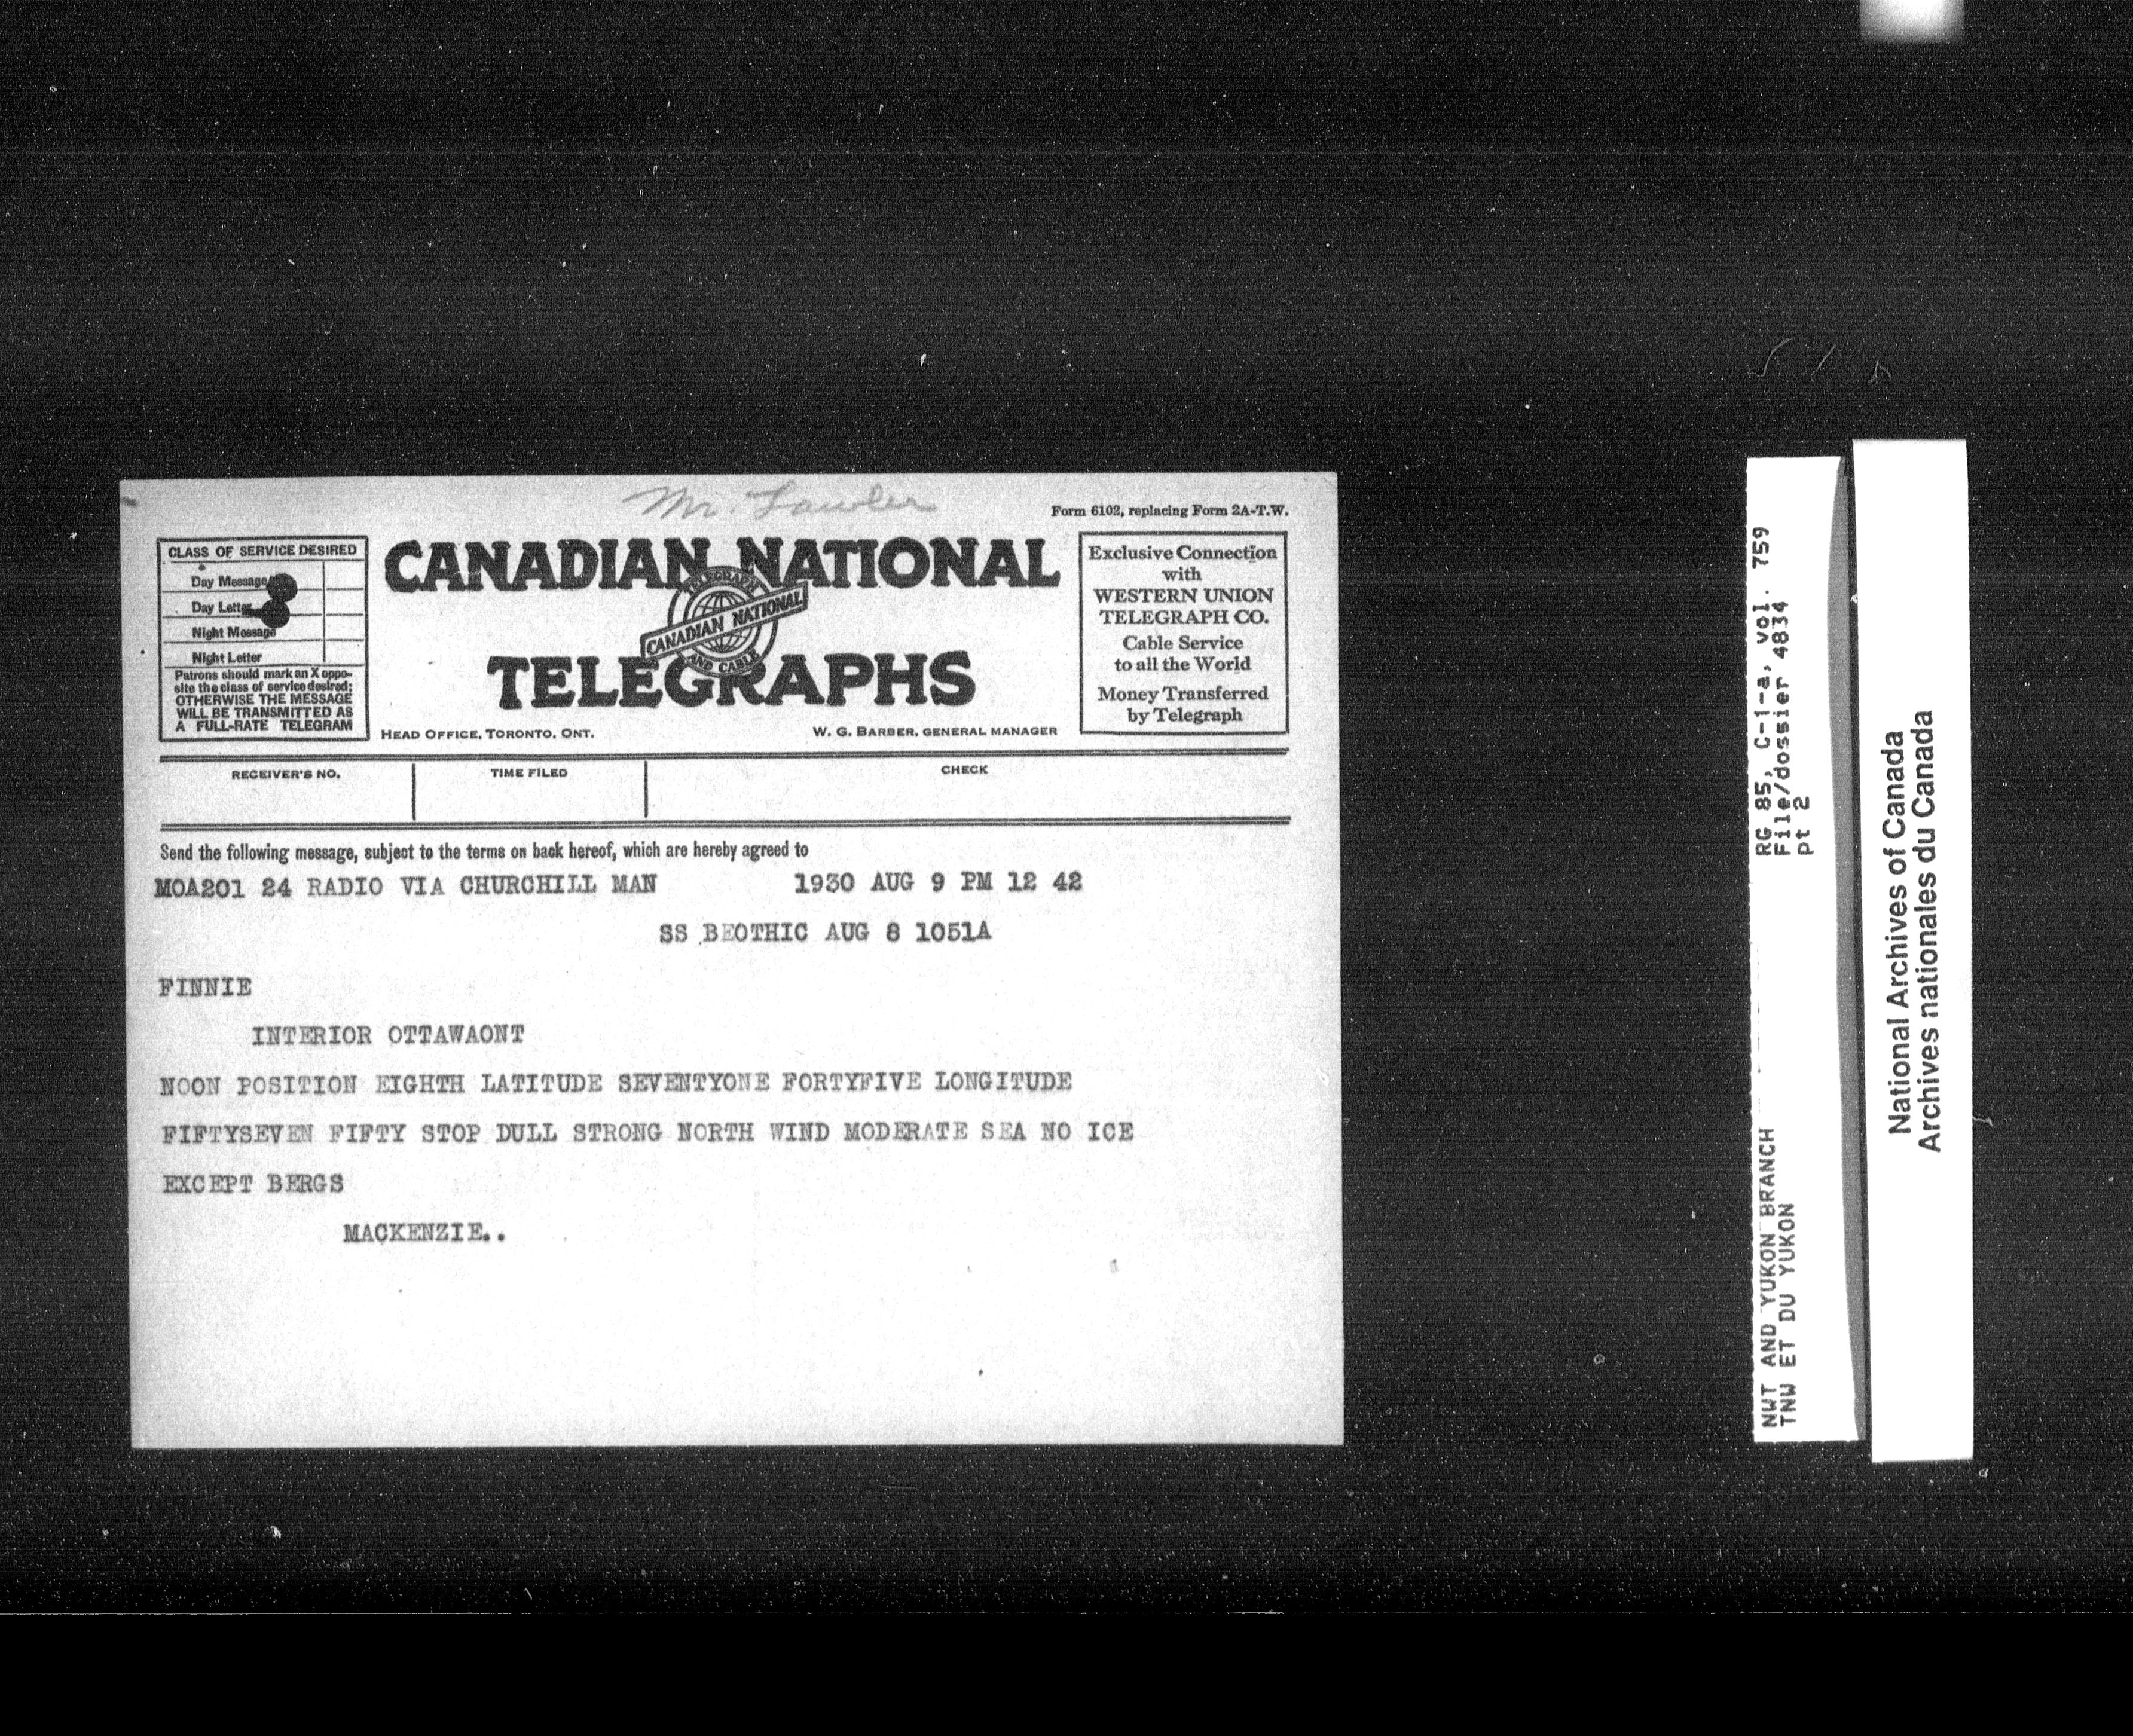 Mr. Lawler
Form 6102, replacing Form 2A-T.W.
CLASS OF SERVICE DESIRED
Day Message
Day Letter
Night Message
Night Letter
Patrons should mark an X oppo-
site the class of service desired;
OTHERWISE THE MESSAGE
WILL BE TRANSMITTED AS
A FULL-RATE TELEGRAM
CANADIAN NATIONAL
TELEGRAPH
CANADIAN NATIONAL
AND CABLE
TELEGRAPHS
HEAD OFFICE, TORONTO, ONT.
W. G. BARBER, GENERAL MANAGER
Exclusive Connection
with
WESTERN UNION
TELEGRAPH CO.
Cable Service
to all the World
Money Transferred
by Telegraph
RECEIVER'S NO.
TIME FILED
CHECK
Send the following message, subject to the terms on back hereof, which are hereby agreed to
MOA201 24 RADIO VIA CHURCHILL MAN 1930 AUG 9 PM 12 42
SS BEOTHIC AUG 8 1051A
FINNIE
INTERIOR OTTAWAONT
NOON POSITION EIGHTH LATITUDE SEVENTYONE FORTYFIVE LONGITUDE
FIFTYSEVEN FIFTY STOP DULL STRONG NORTH WIND MODERATE SEA NO ICE
EXCEPT BERGS
MACKENZIE..
NWT AND YUKON BRANCH RG 85, C-1-a, vol. 759
TNW ET DU YUKON File/dossier 4834
pt 2
National Archives of Canada
Archives nationales du Canada